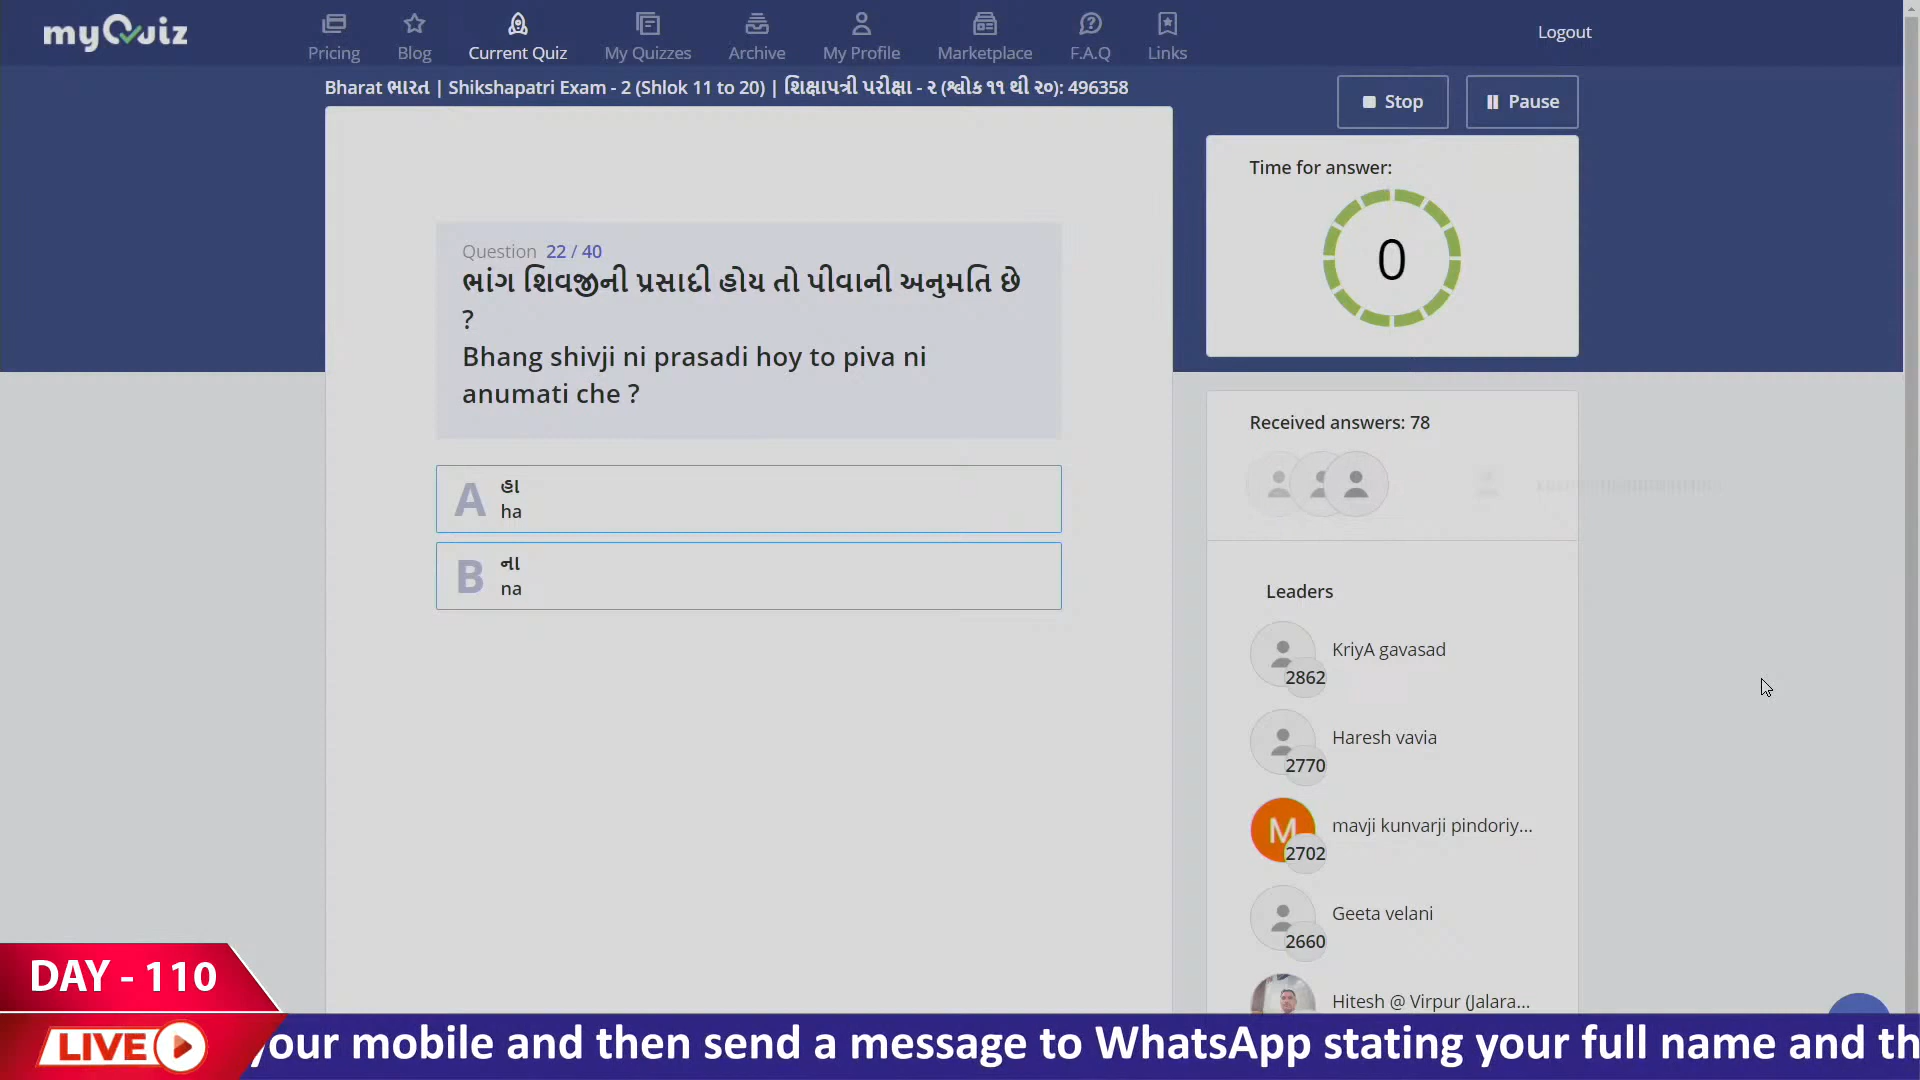 myQuiz
Pricing
Blog
Current Quiz
My Quizzes
Archive
My Profile
Marketplace
F.A.Q
Links
Logout
Bharat ભારત | Shikshapatri Exam - 2 (Shlok 11 to 20) | શિક્ષાપત્રી પરીક્ષા - ૨ (શ્લોક ૧૧ થી ૨૦): 496358
Stop
Pause
Time for answer:
0
Question 22 / 40
ભાંગ શિવજીની પ્રસાદી હોય તો પીવાની અનુમતિ છે
?
Bhang shivji ni prasadi hoy to piva ni
anumati che ?
A
હા
ha
B
ના
na
Received answers: 78
Leaders
KriyA gavasad
2862
Haresh vavia
2770
M
mavji kunvarji pindoriy...
2702
Geeta velani
2660
Hitesh @ Virpur (Jalara...
DAY - 110
LIVE
your mobile and then send a message to WhatsApp stating your full name and th